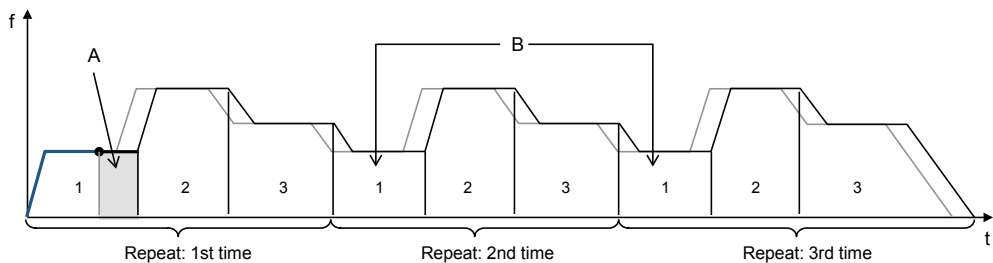 f
A
B
1 2 3 1 2 3 1 2 3
t
Repeat: 1st time Repeat: 2nd time Repeat: 3rd time